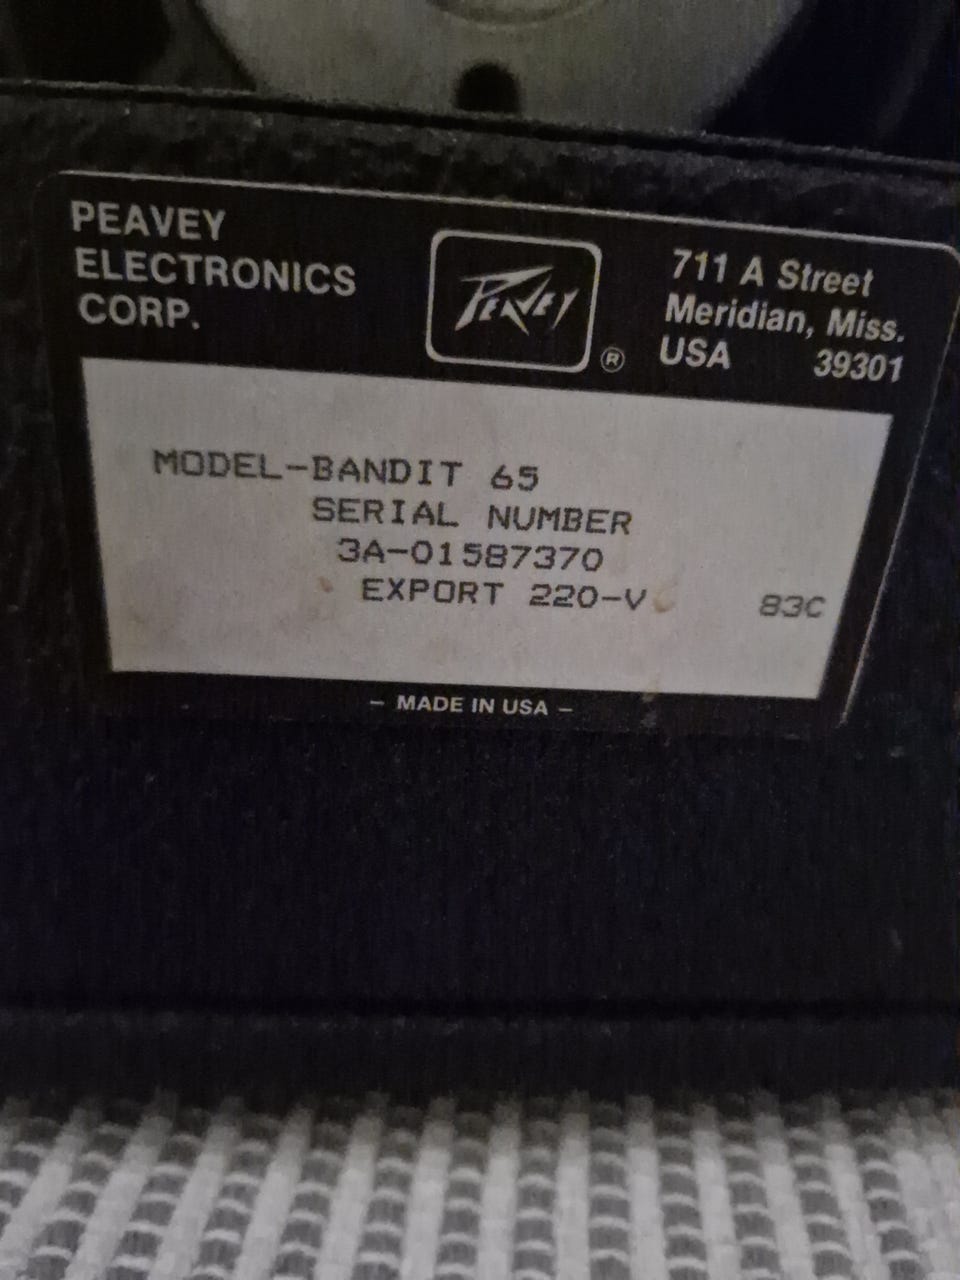 PEAVEY
ELECTRONICS
CORP.
PEAVEY
®
711 A Street
Meridian, Miss.
USA 39301
MODEL-BANDIT 65
SERIAL NUMBER
3A-01587370
EXPORT 220-V 83C
– MADE IN USA –